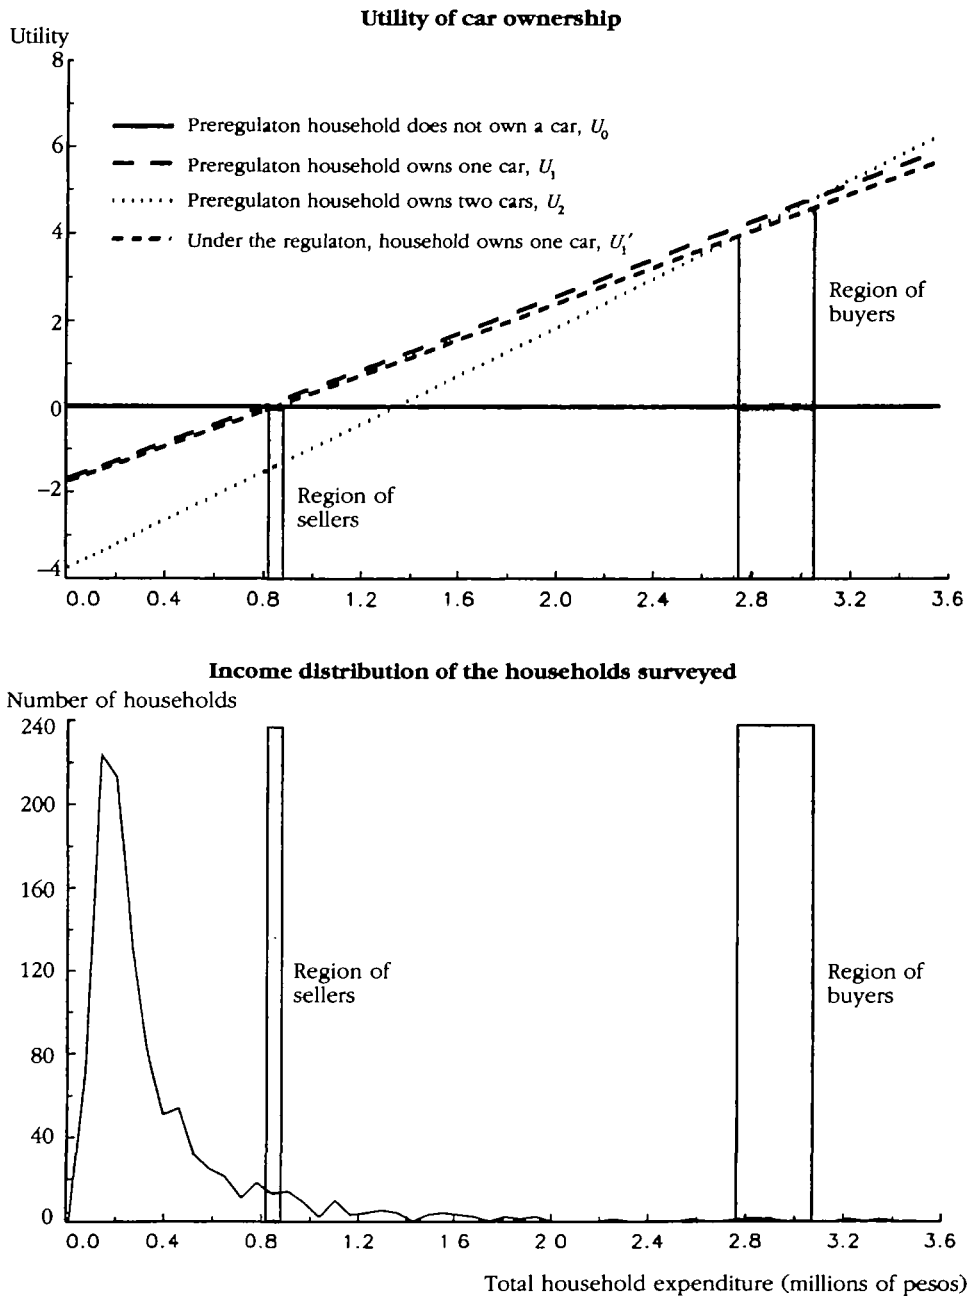 Utility of car ownership
Utility
8
6
4
2
0
−2
−4
Preregulaton household does not own a car, U0
Preregulaton household owns one car, U1
Preregulaton household owns two cars, U2
Under the regulaton, household owns one car, U1′
Region of
buyers
Region of
sellers
0.0 0.4 0.8 1.2 1.6 2.0 2.4 2.8 3.2 3.6
Income distribution of the households surveyed
Number of households
240
200
160
120
80
40
0
Region of
sellers
Region of
buyers
0.0 0.4 0.8 1.2 1 6 2 0 2.4 2.8 3.2 3.6
Total household expenditure (millions of pesos)